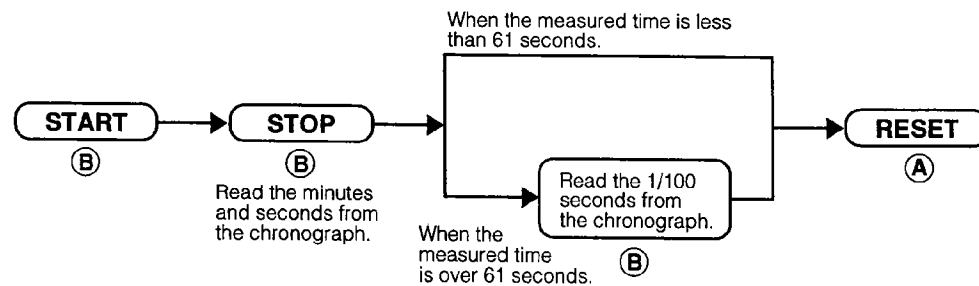 When the measured time is less
than 61 seconds.
START
B
STOP
B
Read the minutes
and seconds from
the chronograph.
When the
measured time
is over 61 seconds.
Read the 1/100
seconds from
the chronograph.
B
RESET
A